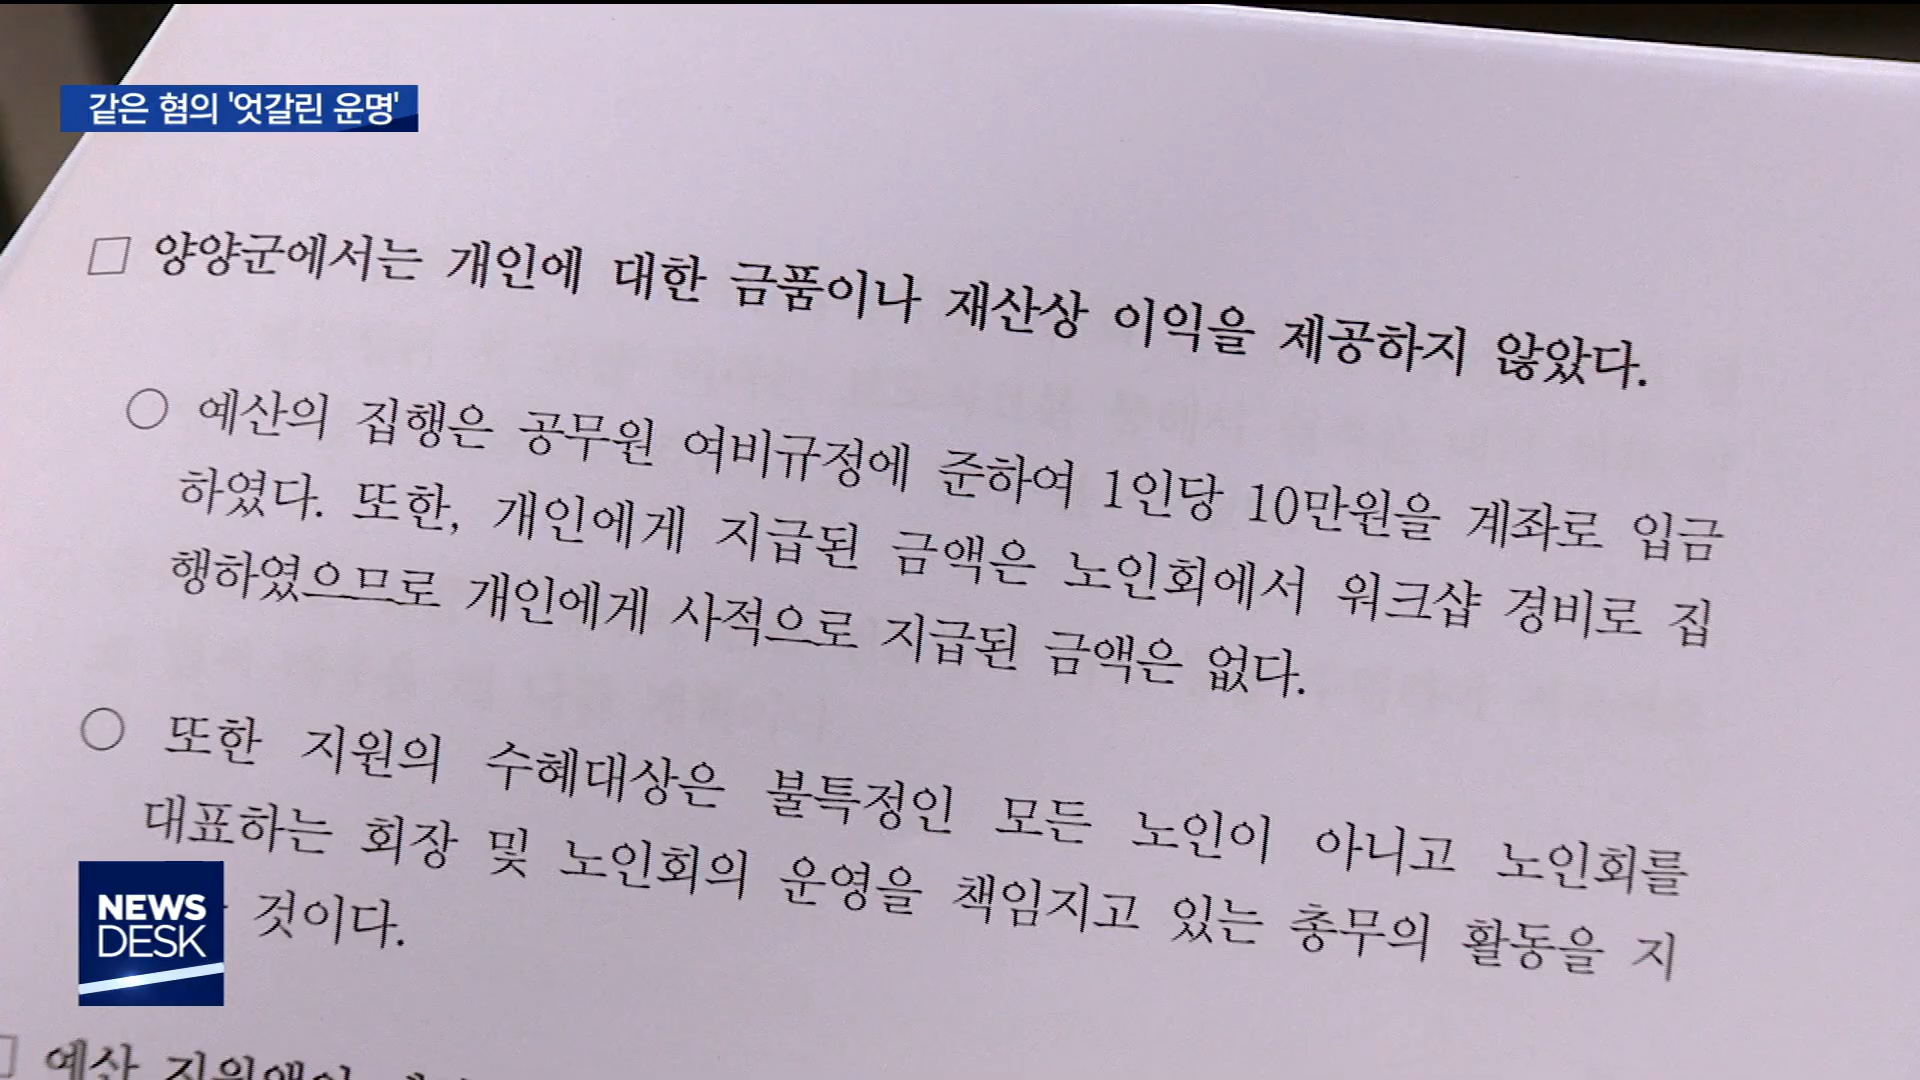 같은 혐의 '엇갈린 운명'
□ 양양군에서는 개인에 대한 금품이나 재산상 이익을 제공하지 않았다.
○ 예산의 집행은 공무원 여비규정에 준하여 1인당 10만원을 계좌로 입금
하였다. 또한, 개인에게 지급된 금액은 노인회에서 워크샵 경비로 집
행하였으므로 개인에게 사적으로 지급된 금액은 없다.
○ 또한 지원의 수혜대상은 불특정인 모든 노인이 아니고 노인회를
대표하는 회장 및 노인회의 운영을 책임지고 있는 총무의 활동을 지
것이다.
NEWS
DESK
□ 예산